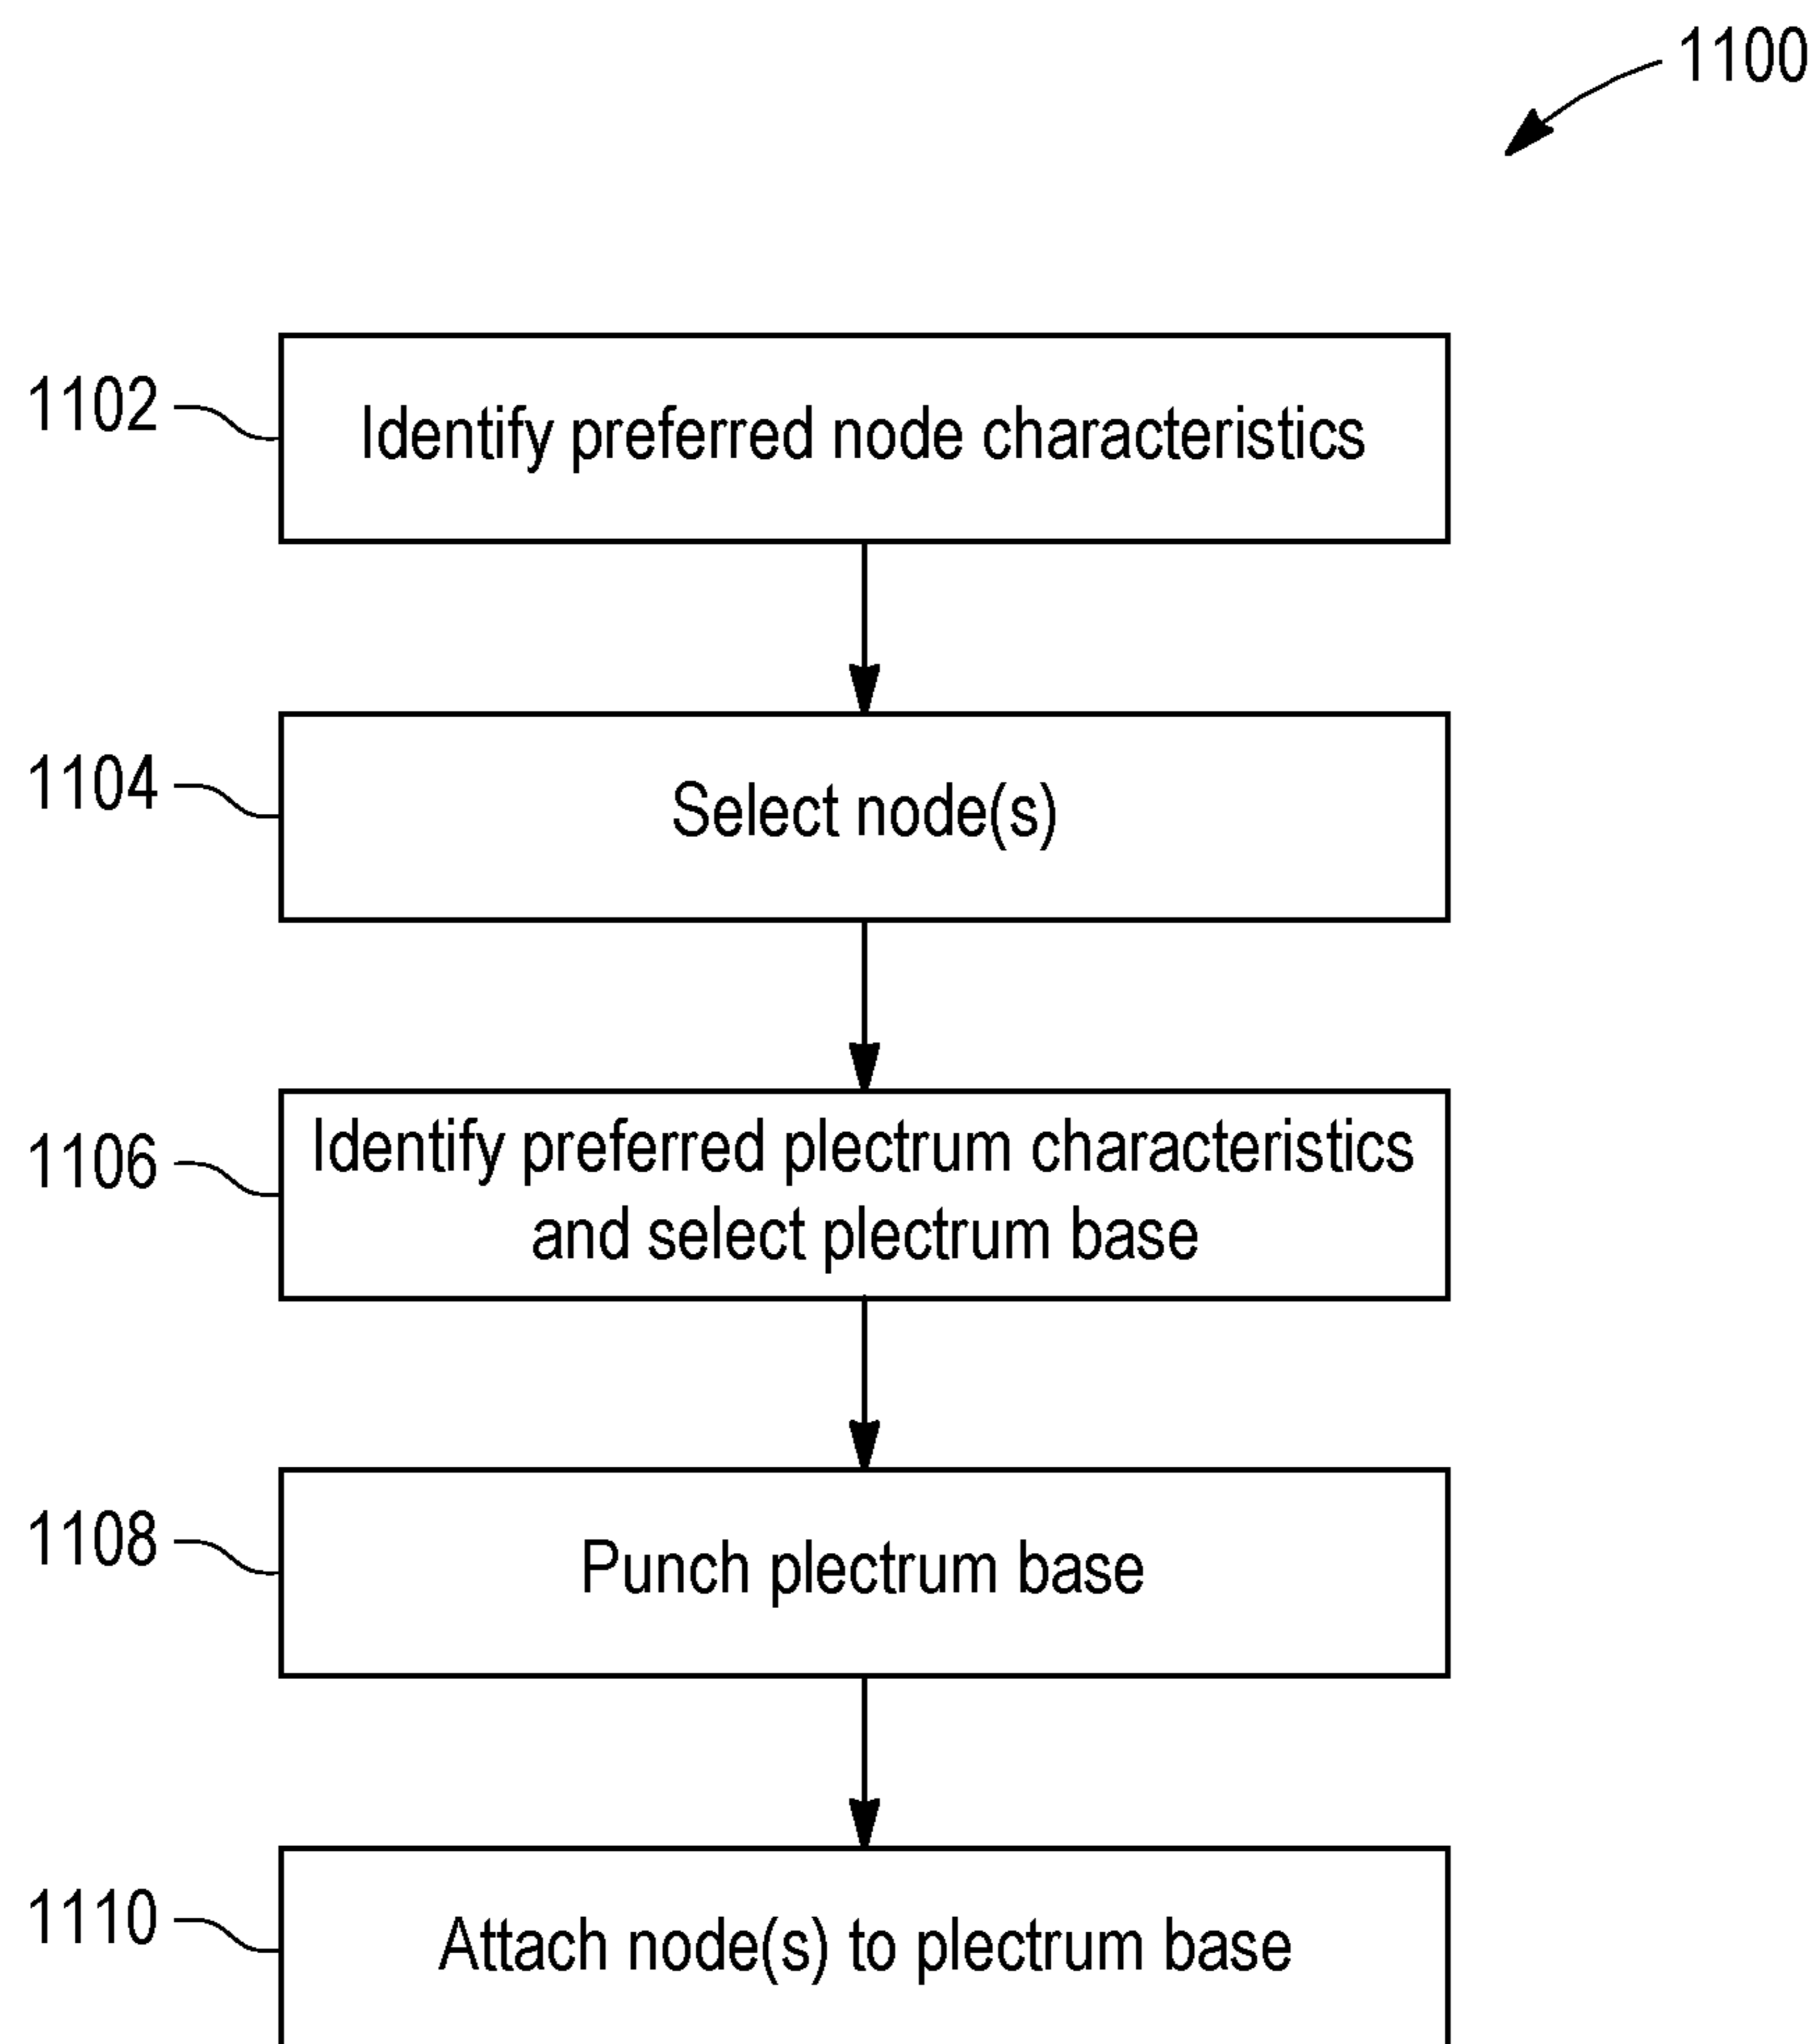 1100
1102
Identify preferred node characteristics
1104
Select node(s)
1106
Identify preferred plectrum characteristics
and select plectrum base
1108
Punch plectrum base
1110
Attach node(s) to plectrum base